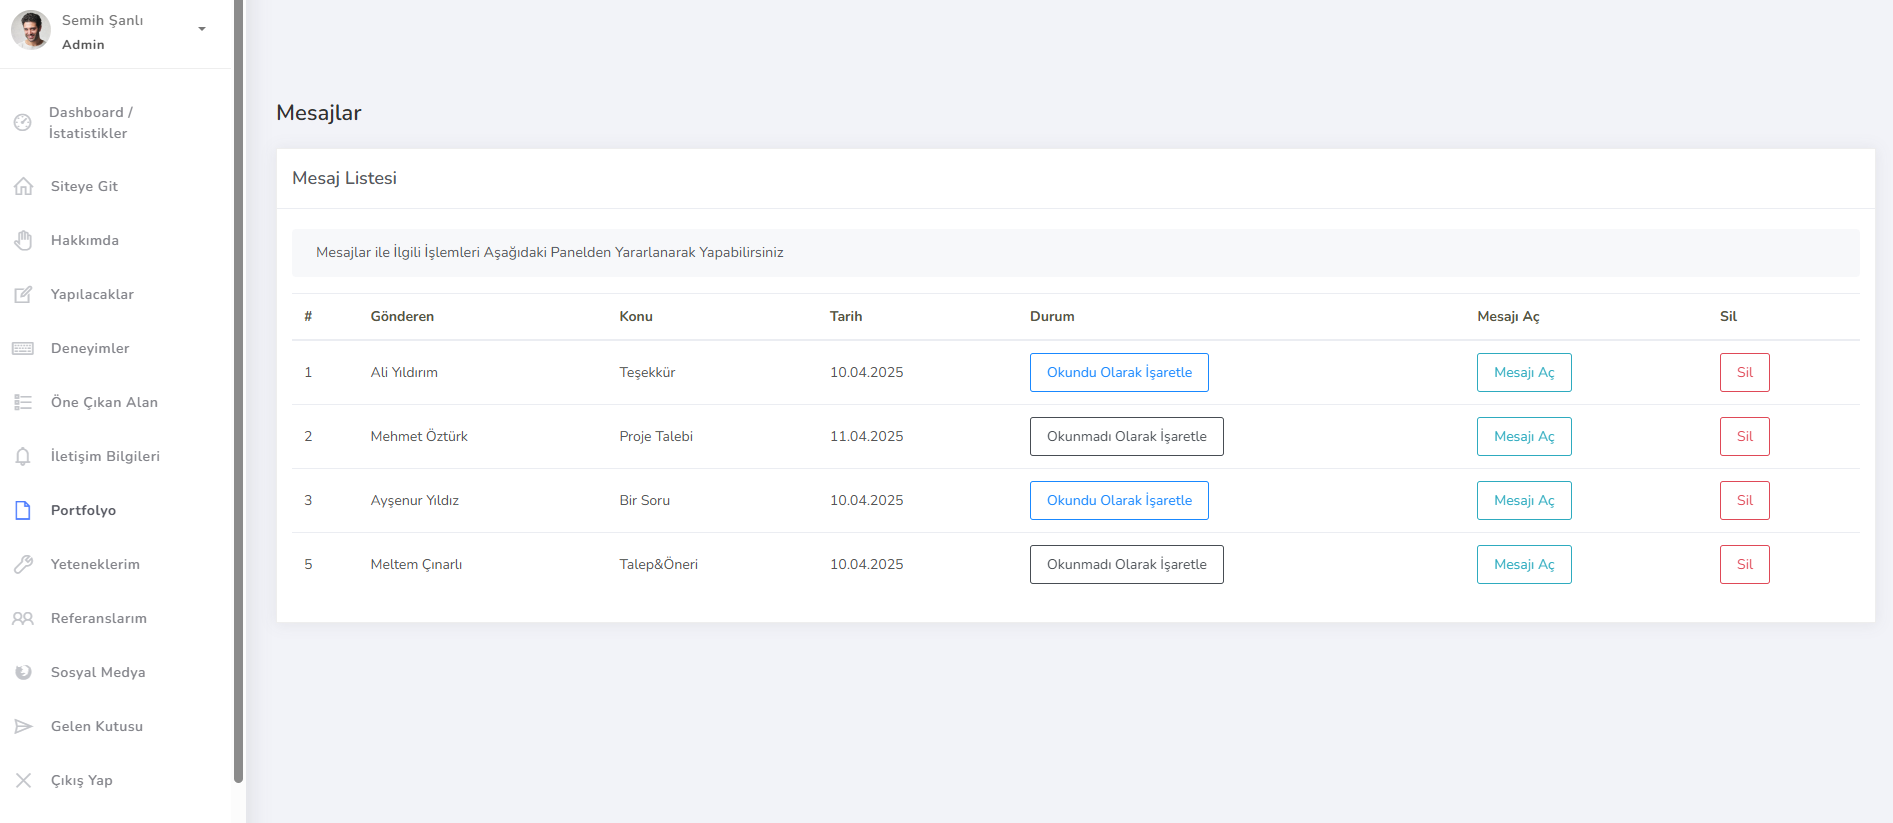 Semih Şanlı
Admin
Dashboard /
İstatistikler
Siteye Git
Hakkımda
Yapılacaklar
Deneyimler
Öne Çıkan Alan
İletişim Bilgileri
Portfolyo
Yeteneklerim
Referanslarım
Sosyal Medya
Gelen Kutusu
Çıkış Yap
Mesajlar
Mesaj Listesi
Mesajlar ile İlgili İşlemleri Aşağıdaki Panelden Yararlanarak Yapabilirsiniz
# Gönderen Konu Tarih Durum Mesajı Aç Sil
1 Ali Yıldırım Teşekkür 10.04.2025 Okundu Olarak İşaretle Mesajı Aç Sil
2 Mehmet Öztürk Proje Talebi 11.04.2025 Okunmadı Olarak İşaretle Mesajı Aç Sil
3 Ayşenur Yıldız Bir Soru 10.04.2025 Okundu Olarak İşaretle Mesajı Aç Sil
5 Meltem Çınarlı Talep&Öneri 10.04.2025 Okunmadı Olarak İşaretle Mesajı Aç Sil